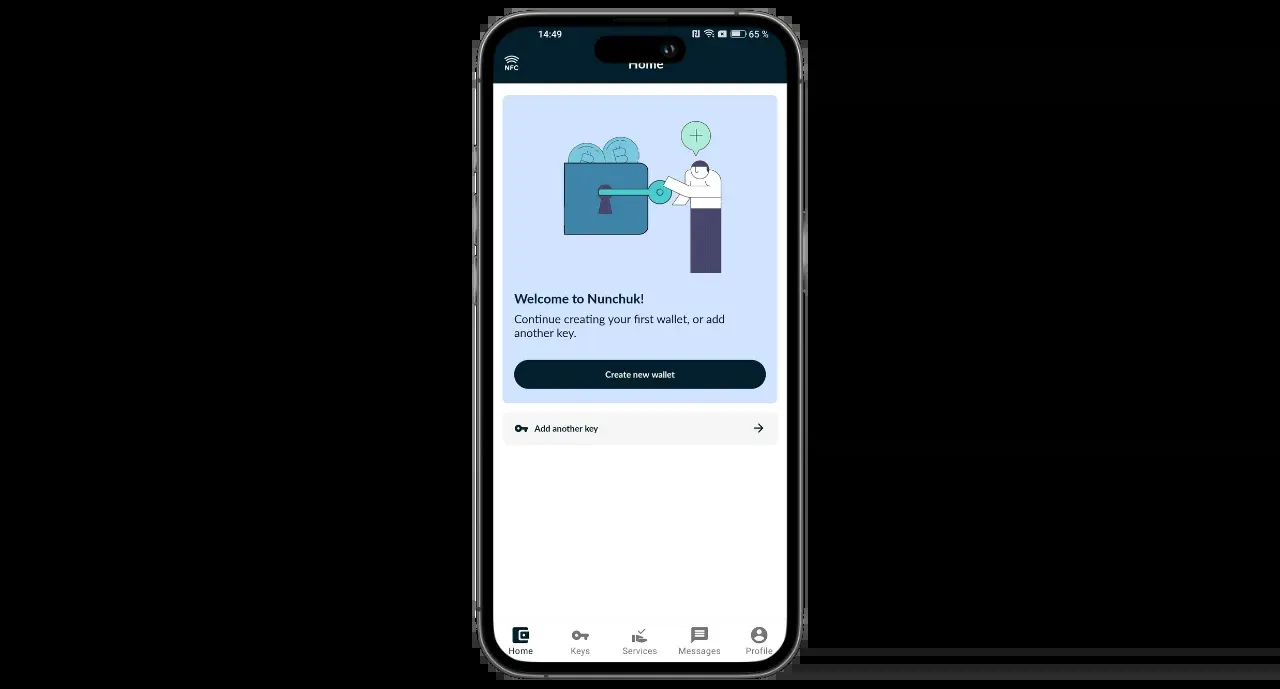 14:49
65 %
NFC
Home
Welcome to Nunchuk!
Continue creating your first wallet, or add
another key.
Create new wallet
Add another key
Home
Keys
Services
Messages
Profile